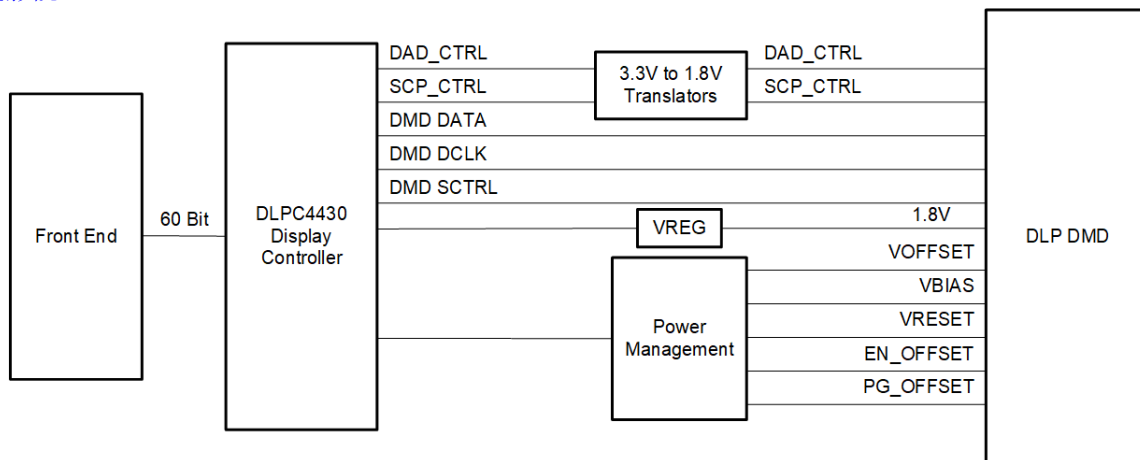 DAD_CTRL
DAD_CTRL
3.3V to 1.8V
Translators
SCP_CTRL
SCP_CTRL
DMD DATA
DMD DCLK
DMD SCTRL
60 Bit
Front End
DLPC4430
Display
Controller
VREG
1.8V
DLP DMD
VOFFSET
VBIAS
VRESET
Power
Management
EN_OFFSET
PG_OFFSET